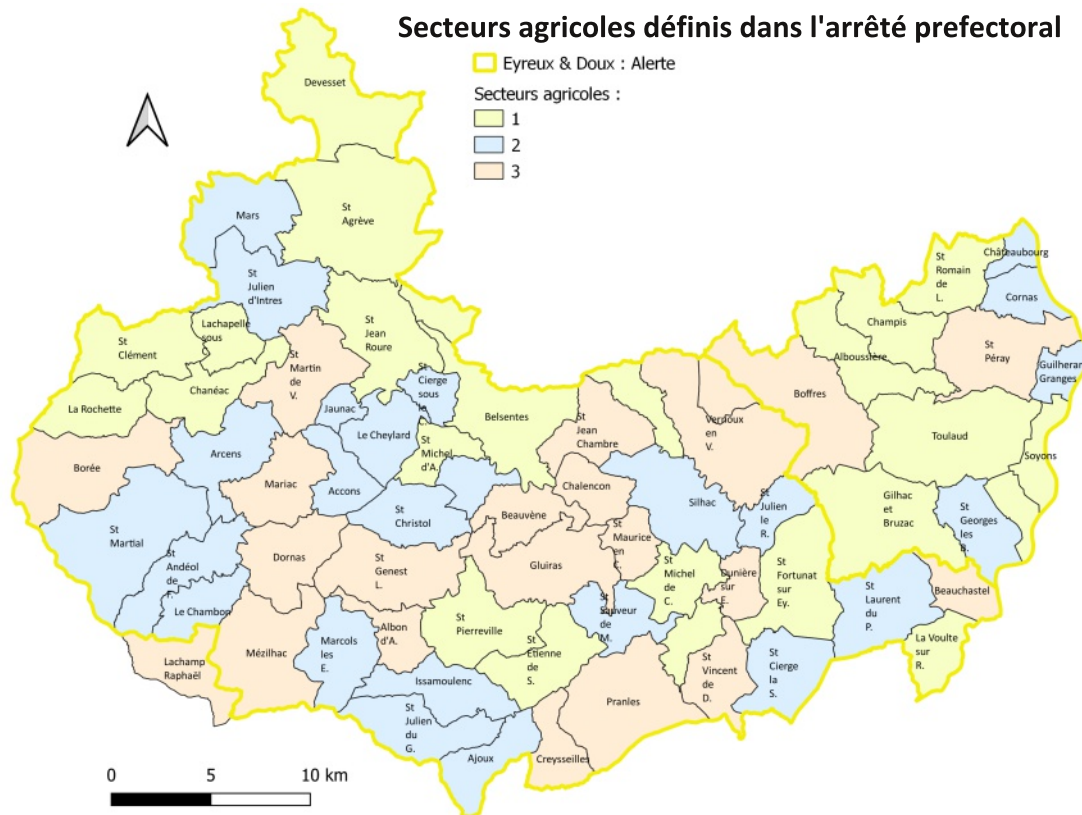 Secteurs agricoles définis dans l'arrêté prefectoral
Eyreux & Doux : Alerte
Secteurs agricoles :
1
2
3
Devesset
St
Agrève
Mars
St
Julien
d'Intres
Lachapelle
sous
St
Clément
Chanéac
La Rochette
St
Martin
de
V.
St
Jean
Roure
St
Cierge
sous
le
Jaunac
Le Cheylard
St
Michel
d'A.
Belsentes
Borée
Arcens
Mariac
Accons
St
Christol
St
Martial
St
Andéol
de
Le Chambon
Dornas
St
Genest
L.
Beauvène
Chalencon
St
Jean
Chambre
Vernoux
en
V.
Boffres
Champis
Alboussière
St
Romain
de
L.
Châteaubourg
Cornas
St
Péray
Guilheran
Granges
Toulaud
Soyons
Gilhac
et
Bruzac
St
Georges
les
B.
Silhac
St
Julien
le
R.
St
Maurice
en
Gluiras
St
Michel
de
C.
Dunière
sur
E.
St
Fortunat
sur
Ey.
St
Laurent
du
P.
Beauchastel
La Voulte
sur
R.
St
Sauveur
de
M.
St
Pierreville
St
Etienne
de
S.
Albon
d'A.
Marcols
les
E.
Mézilhac
Lachamp
Raphaël
Issamoulenc
St
Julien
du
G.
Ajoux
Creysseilles
Pranles
St
Vincent
de
D.
St
Cierge
la
S.
0 5 10 km